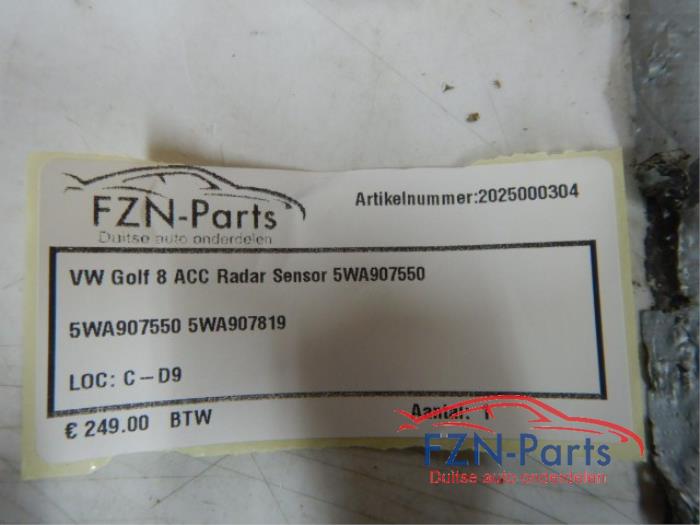 FZN-Parts
Duitse auto onderdelen
Artikelnummer:2025000304
VW Golf 8 ACC Radar Sensor 5WA907550
5WA907550 5WA907819
LOC: C-D9
€ 249.00 BTW
Aantal: 1
FZN-Parts
Duitse auto onderdelen